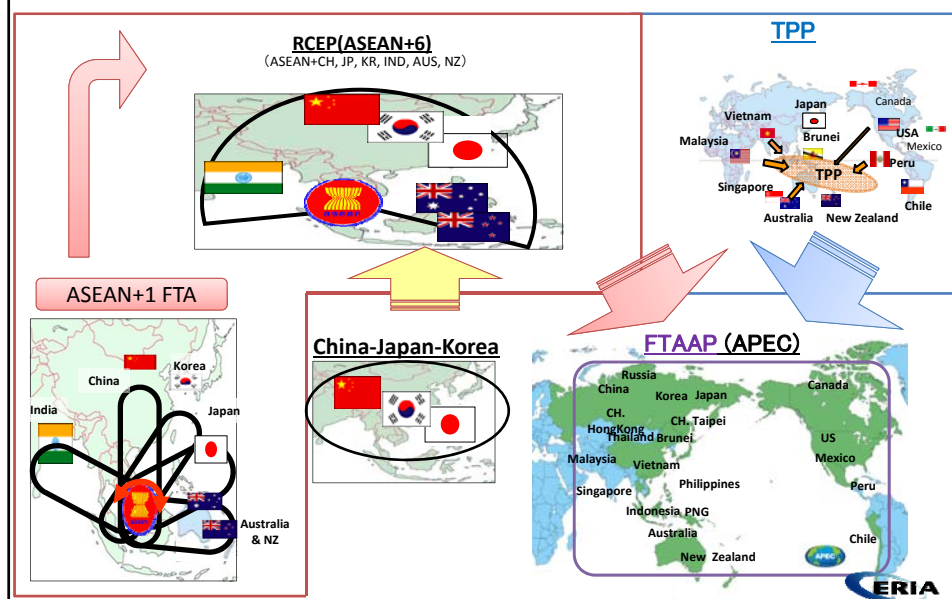 RCEP(ASEAN+6)
(ASEAN+CH, JP, KR, IND, AUS, NZ)
asean
TPP
Canada
Japan
Vietnam
Brunei
USA
Malaysia
Mexico
TPP
Peru
Singapore
Chile
Australia
New Zealand
ASEAN+1 FTA
Korea
China
India
Japan
asean
Australia
& NZ
China-Japan-Korea
FTAAP (APEC)
Russia
China
Korea
Japan
Canada
CH.
HongKong
CH. Taipei
Thailand
Brunei
US
Malaysia
Vietnam
Mexico
Singapore
Philippines
Peru
Indonesia
PNG
Australia
Chile
New Zealand
APEC
ERIA